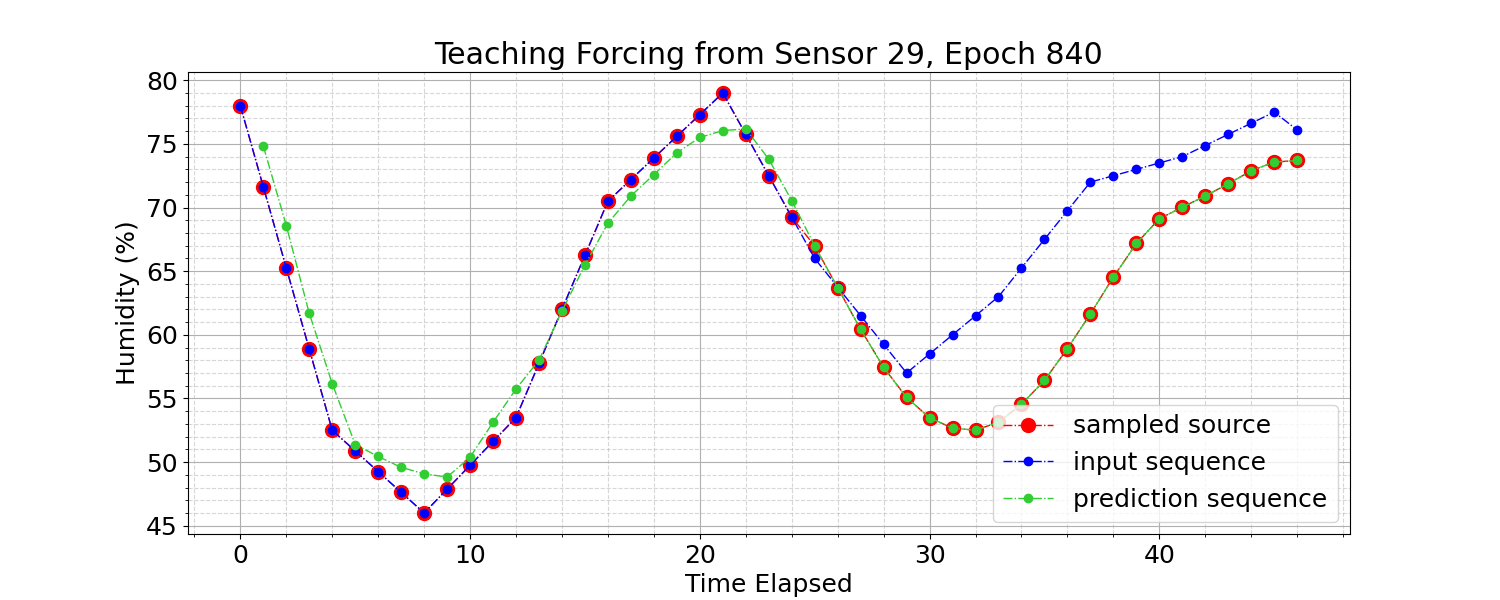 Teaching Forcing from Sensor 29, Epoch 840
80
75
70
65
60
55
50
45
Humidity (%)
0 10 20 30 40
Time Elapsed
sampled source
input sequence
prediction sequence